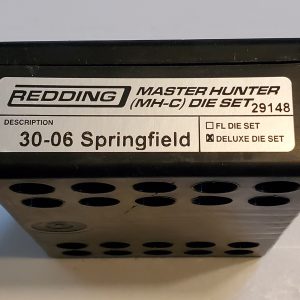 REDDING
MASTER HUNTER
(MH-C) DIE SET 29148
DESCRIPTION
30-06 Springfield
FL DIE SET
DELUXE DIE SET